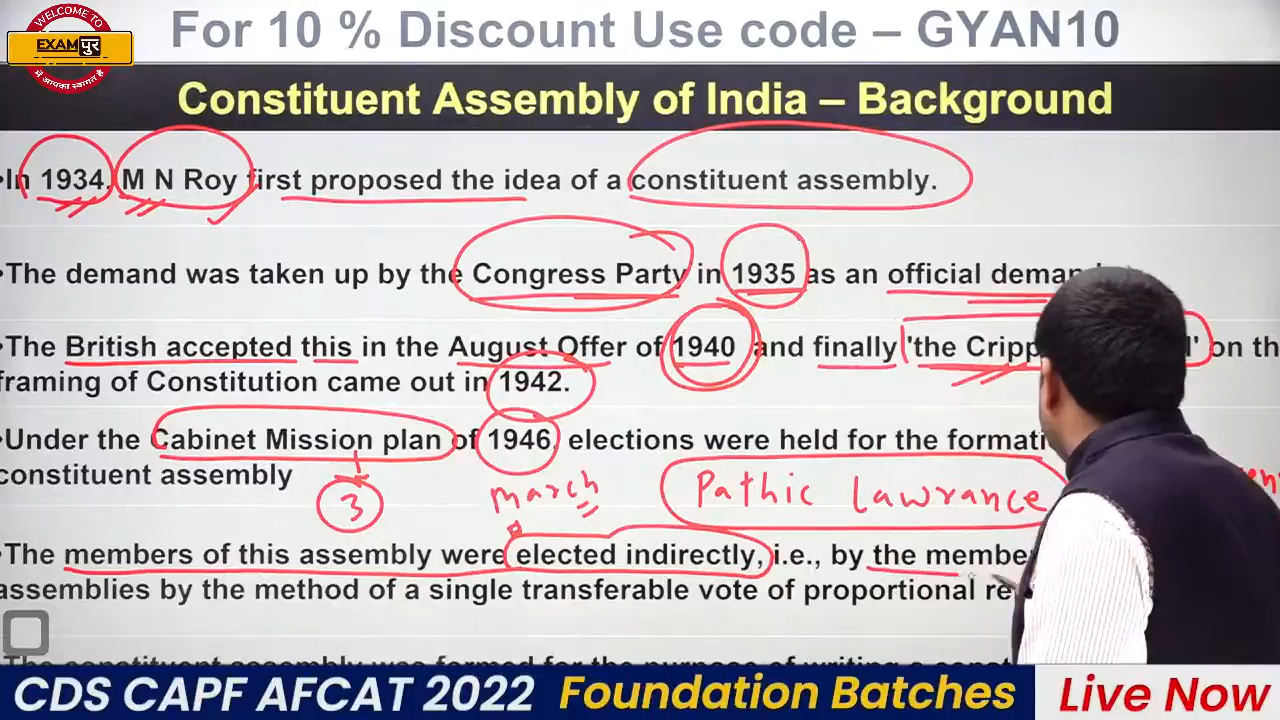 For 10 % Discount Use code – GYAN10
WELCOME TO
EXAMपुर
में आपका स्वागत है
Constituent Assembly of India – Background
•In 1934, M N Roy first proposed the idea of a constituent assembly.
•The demand was taken up by the Congress Party in 1935 as an official
•The British accepted this in the August Offer of 1940 and finally 'the on th
framing of Constitution came out in 1942.
•Under the Cabinet Mission plan of 1946, elections were held for the
constituent assembly
3
march
Pathic Lawrance
•The members of this assembly were elected indirectly, i.e., by the
assemblies by the method of a single transferable vote of proportional
CDS CAPF AFCAT 2022 Foundation Batches Live Now